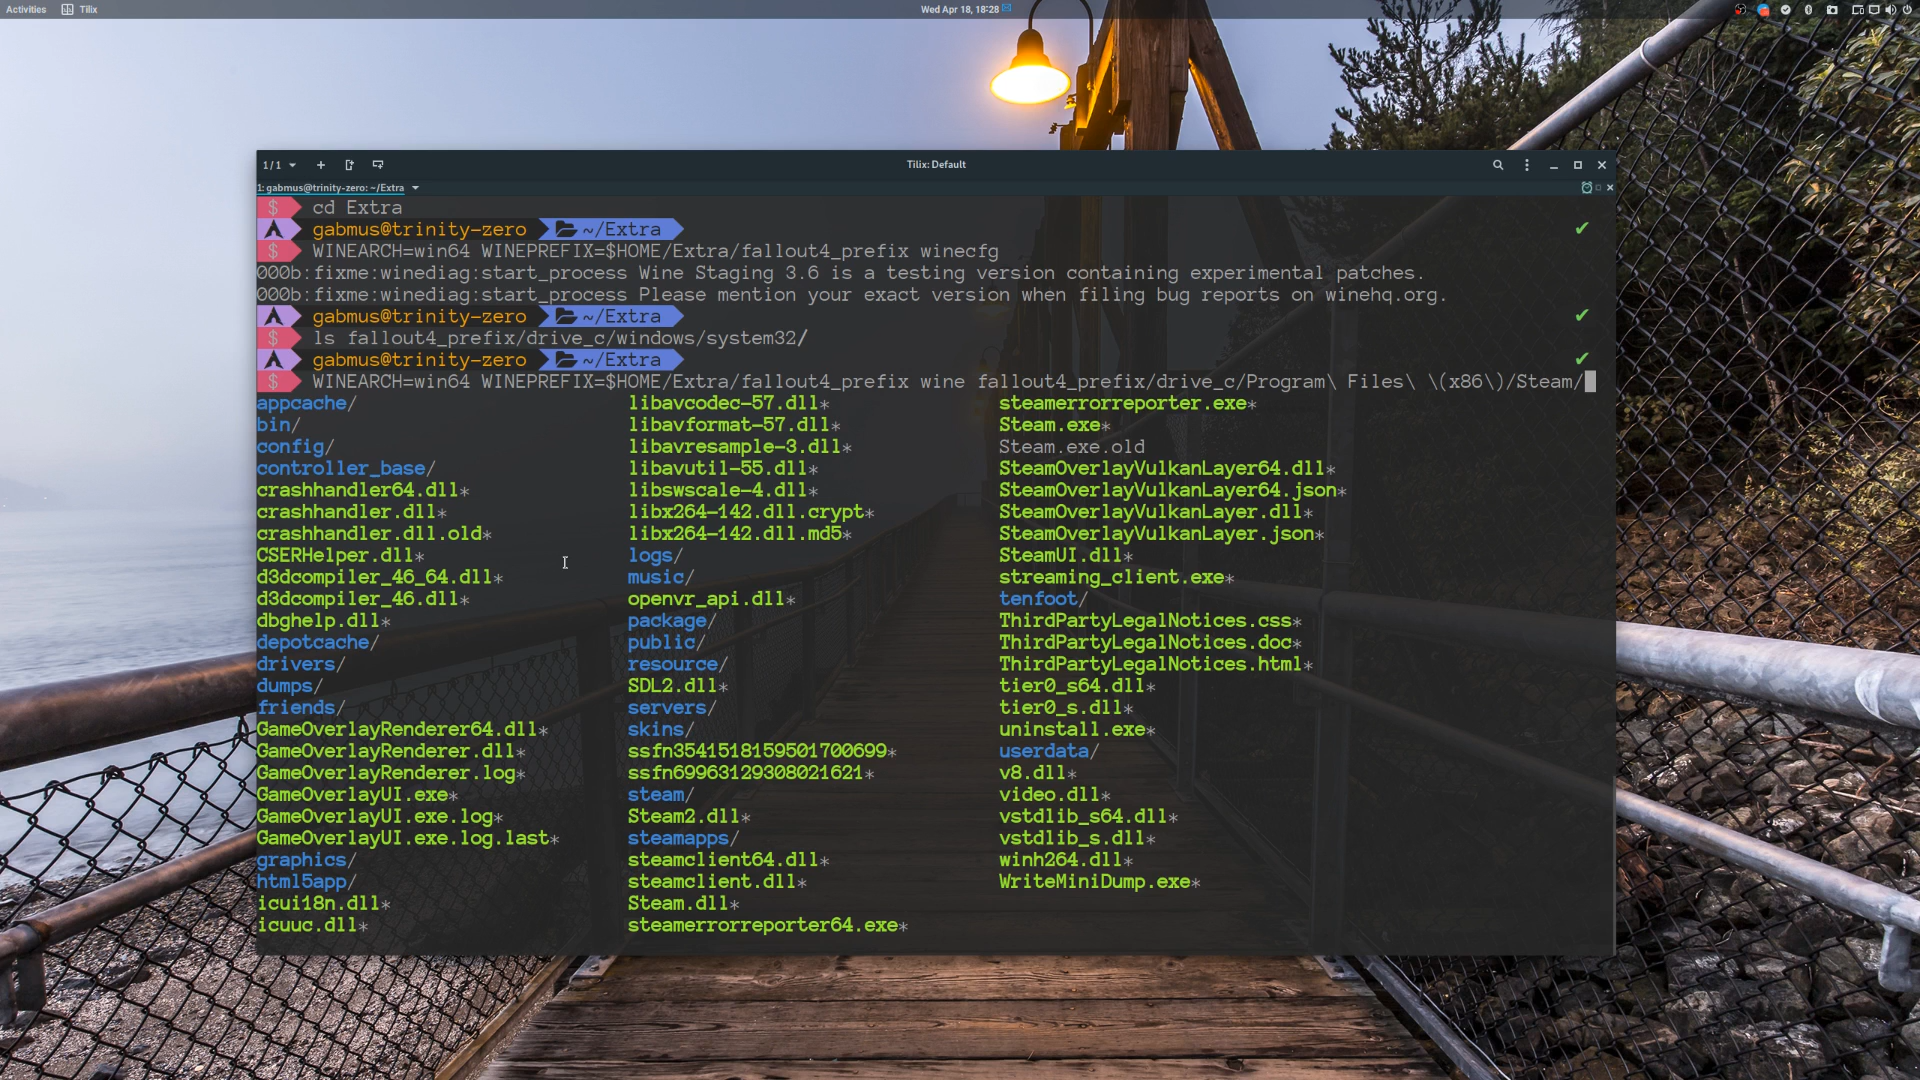 Activities Tilix Wed Apr 18, 18:28
1/1 Tilix: Default
1: gabmus@trinity-zero: ~/Extra
$ cd Extra
gabmus@trinity-zero ~/Extra ✔
$ WINEARCH=win64 WINEPREFIX=$HOME/Extra/fallout4_prefix winecfg
000b:fixme:winediag:start_process Wine Staging 3.6 is a testing version containing experimental patches.
000b:fixme:winediag:start_process Please mention your exact version when filing bug reports on winehq.org.
gabmus@trinity-zero ~/Extra ✔
$ ls fallout4_prefix/drive_c/windows/system32/
gabmus@trinity-zero ~/Extra ✔
$ WINEARCH=win64 WINEPREFIX=$HOME/Extra/fallout4_prefix wine fallout4_prefix/drive_c/Program\ Files\ \(x86\)/Steam/
appcache/ libavcodec-57.dll* steamerrorreporter.exe*
bin/ libavformat-57.dll* Steam.exe*
config/ libavresample-3.dll* Steam.exe.old
controller_base/ libavutil-55.dll* SteamOverlayVulkanLayer64.dll*
crashhandler64.dll* libswscale-4.dll* SteamOverlayVulkanLayer64.json*
crashhandler.dll* libx264-142.dll.crypt* SteamOverlayVulkanLayer.dll*
crashhandler.dll.old* libx264-142.dll.md5* SteamOverlayVulkanLayer.json*
CSERHelper.dll* logs/ SteamUI.dll*
d3dcompiler_46_64.dll* music/ streaming_client.exe*
d3dcompiler_46.dll* openvr_api.dll* tenfoot/
dbghelp.dll* package/ ThirdPartyLegalNotices.css*
depotcache/ public/ ThirdPartyLegalNotices.doc*
drivers/ resource/ ThirdPartyLegalNotices.html*
dumps/ SDL2.dll* tier0_s64.dll*
friends/ servers/ tier0_s.dll*
GameOverlayRenderer64.dll* skins/ uninstall.exe*
GameOverlayRenderer.dll* ssfn3541518159501700699* userdata/
GameOverlayRenderer.log* ssfn699631293080​21621* v8.dll*
GameOverlayUI.exe* steam/ video.dll*
GameOverlayUI.exe.log* Steam2.dll* vstdlib_s64.dll*
GameOverlayUI.exe.log.last* steamapps/ vstdlib_s.dll*
graphics/ steamclient64.dll* winh264.dll*
html5app/ steamclient.dll* WriteMiniDump.exe*
icui18n.dll* Steam.dll*
icuuc.dll* steamerrorreporter64.exe*